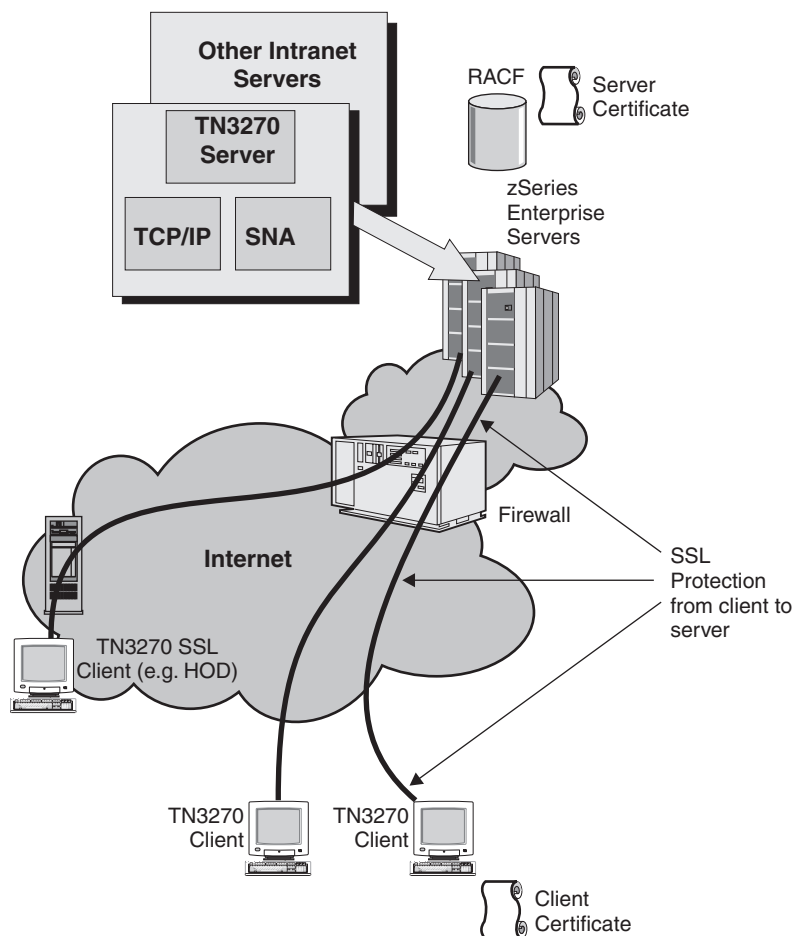 Other Intranet
Servers
TN3270
Server
TCP/IP
SNA
RACF
Server
Certificate
zSeries
Enterprise
Servers
Firewall
Internet
SSL
Protection
from client to
server
TN3270 SSL
Client (e.g. HOD)
TN3270
Client
TN3270
Client
Client
Certificate